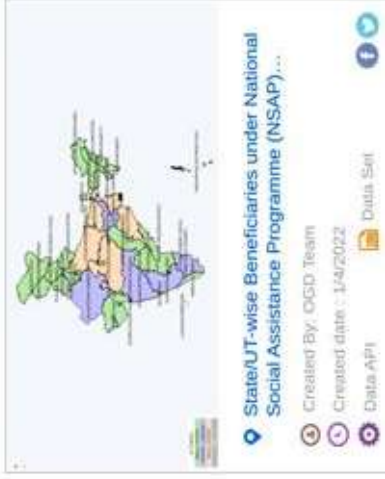 State/UT-wise Beneficiaries under National
Social Assistance Programme (NSAP)...
Created By: OGD Team
Created date : 1/4/2022
Data API
Data Set